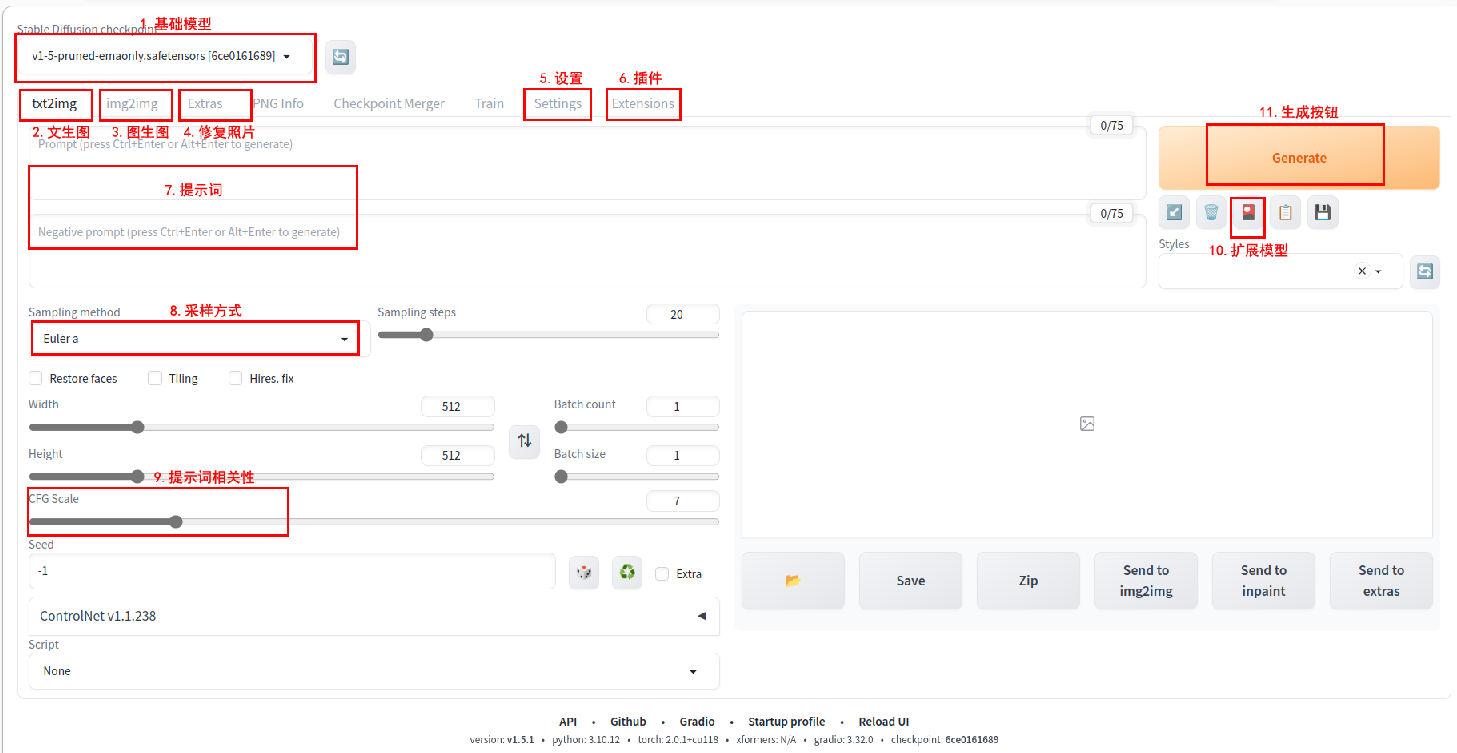 1. 基础模型
Stable Diffusion checkpoint
v1-5-pruned-emaonly.safetensors [6ce0161689]
5. 设置
6. 插件
txt2img
img2img
Extras
PNG Info
Checkpoint Merger
Train
Settings
Extensions
2. 文生图
3. 图生图
4. 修复照片
11. 生成按钮
0/75
Prompt (press Ctrl+Enter or Alt+Enter to generate)
Generate
7. 提示词
0/75
Negative prompt (press Ctrl+Enter or Alt+Enter to generate)
Styles
10. 扩展模型
Sampling method
8. 采样方式
Sampling steps
20
Euler a
Restore faces
Tiling
Hires. fix
Width
512
Batch count
1
Height
512
Batch size
1
9. 提示词相关性
CFG Scale
7
Seed
-1
Extra
Save
Zip
Send to
img2img
Send to
inpaint
Send to
extras
ControlNet v1.1.238
Script
None
API • Github • Gradio • Startup profile • Reload UI
version: v1.5.1 • python: 3.10.12 • torch: 2.0.1+cu118 • xformers: N/A • gradio: 3.32.0 • checkpoint: 6ce0161689